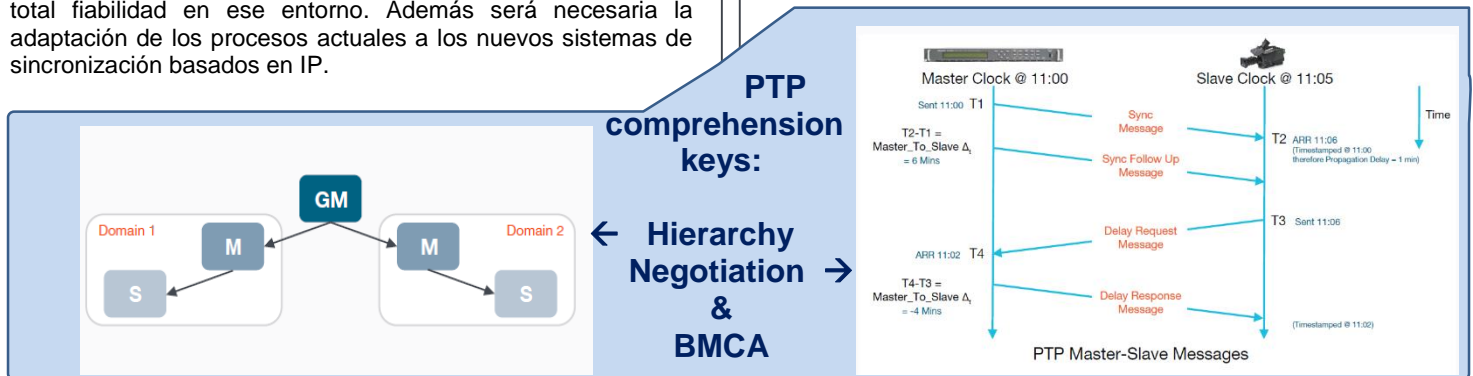 total fiabilidad en ese entorno. Además será necesaria la
adaptación de los procesos actuales a los nuevos sistemas de
sincronización basados en IP.
PTP
comprehension
keys:
← Hierarchy
Negotiation →
&
BMCA
GM
Domain 1
M
S
Domain 2
M
S
Master Clock @ 11:00
Slave Clock @ 11:05
Time
Sent 11:00 T1
Sync
Message
T2 ARR 11:06
(Timestamped @ 11:00
therefore Propagation Delay = 1 min)
T2-T1 =
Master_To_Slave Δt
= 6 Mins
Sync Follow Up
Message
T3 Sent 11:06
Delay Request
Message
ARR 11:02 T4
T4-T3 =
Master_To_Slave Δt
= -4 Mins
Delay Response
Message
(Timestamped @ 11:02)
PTP Master-Slave Messages